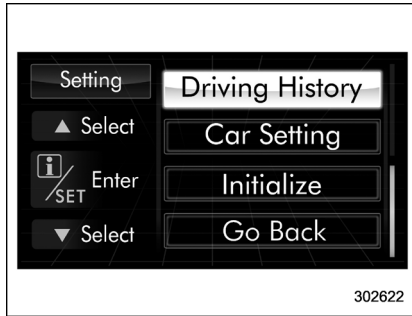 Setting
Driving History
▲ Select
Car Setting
i/SET Enter
Initialize
▼ Select
Go Back
302622